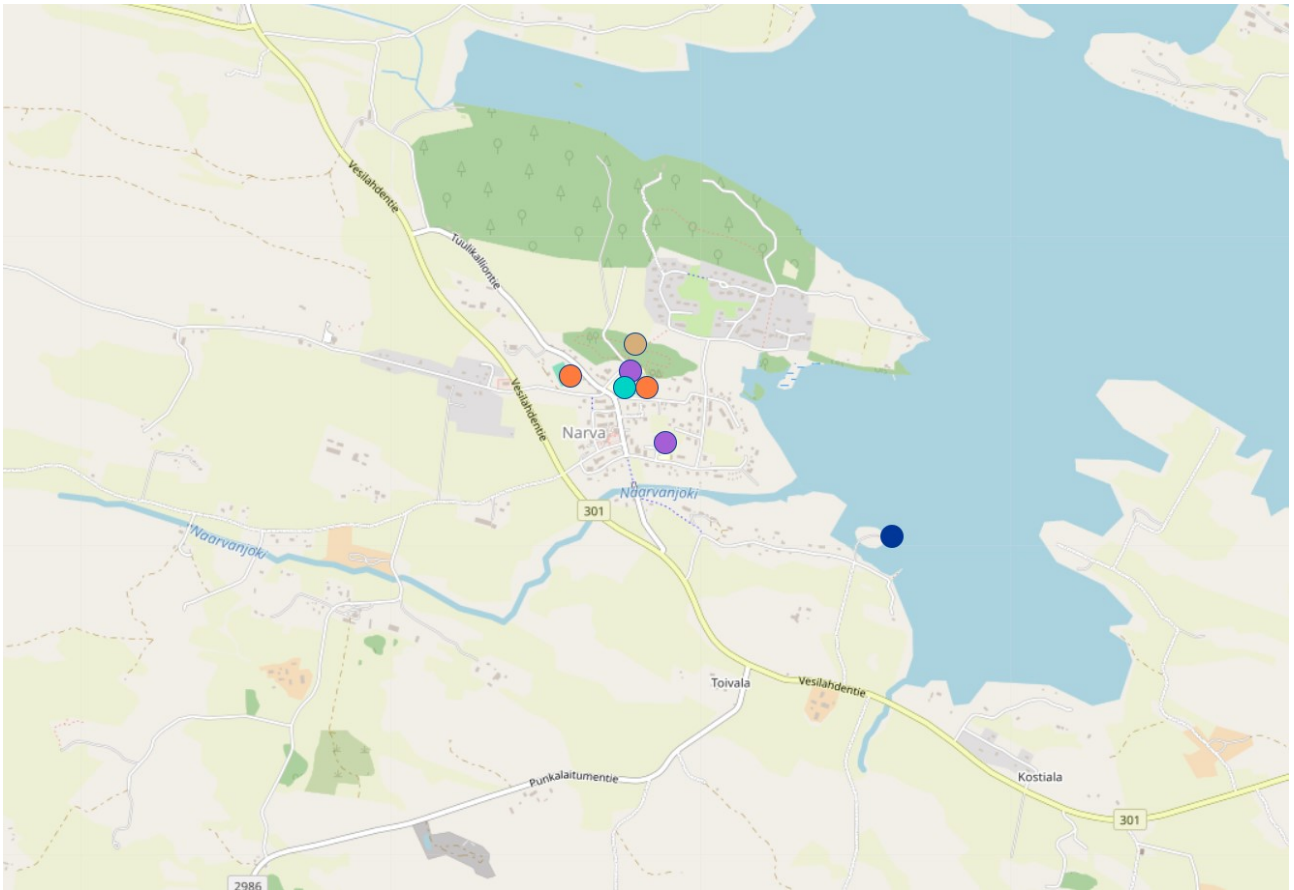 Vesilahdentie
Tuulikalliontie
Vesilahdentie
Narva
Naarvanjoki
301
Naarvanjoki
Toivala
Vesilahdentie
Punkalaitumentie
Kostiala
301
2986